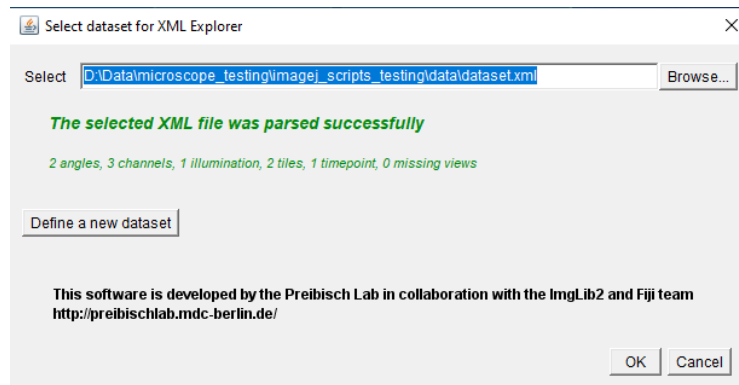 Select dataset for XML Explorer
Select D:\Data\microscope_testing\imagej_scripts_testing\data\dataset.xml Browse...
The selected XML file was parsed successfully
2 angles, 3 channels, 1 illumination, 2 tiles, 1 timepoint, 0 missing views
Define a new dataset
This software is developed by the Preibisch Lab in collaboration with the ImgLib2 and Fiji team
http://preibischlab.mdc-berlin.de/
OK Cancel